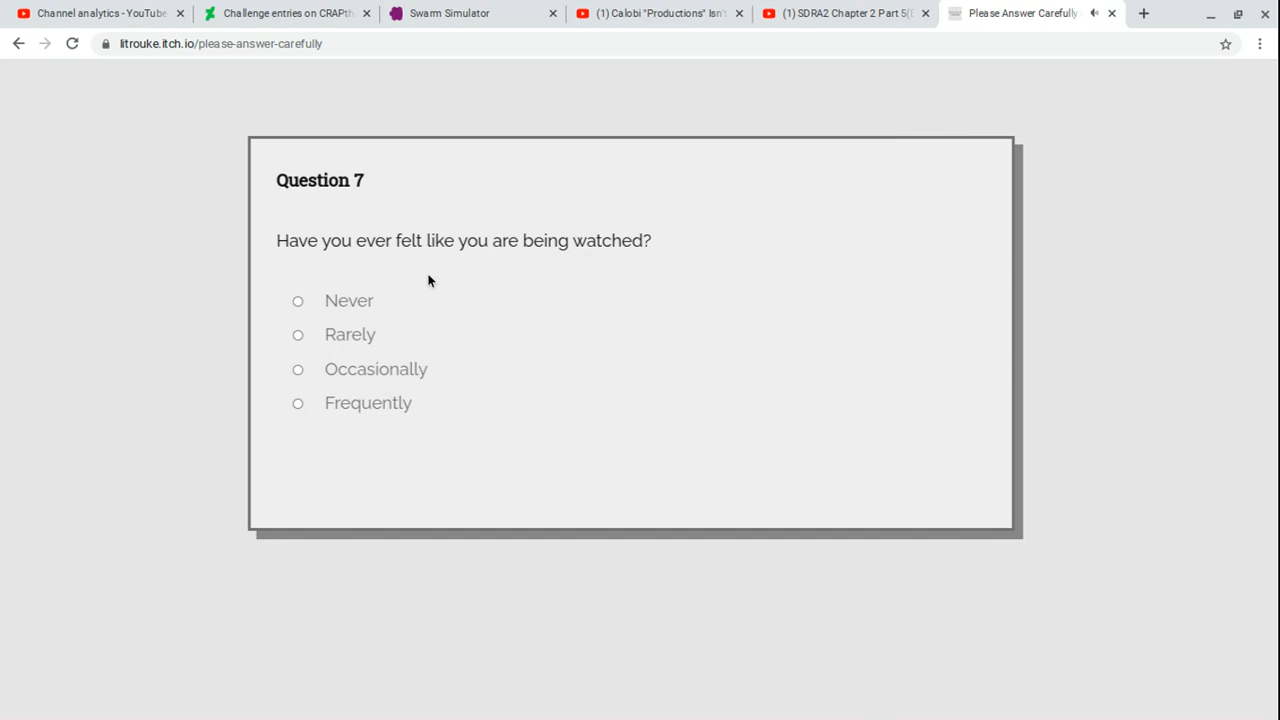 Channel analytics - YouTube
Challenge entries on CRAPth
Swarm Simulator
(1) Calobi "Productions" Isn't
(1) SDRA2 Chapter 2 Part 5(E
Please Answer Carefully
litrouke.itch.io/please-answer-carefully
Question 7
Have you ever felt like you are being watched?
Never
Rarely
Occasionally
Frequently